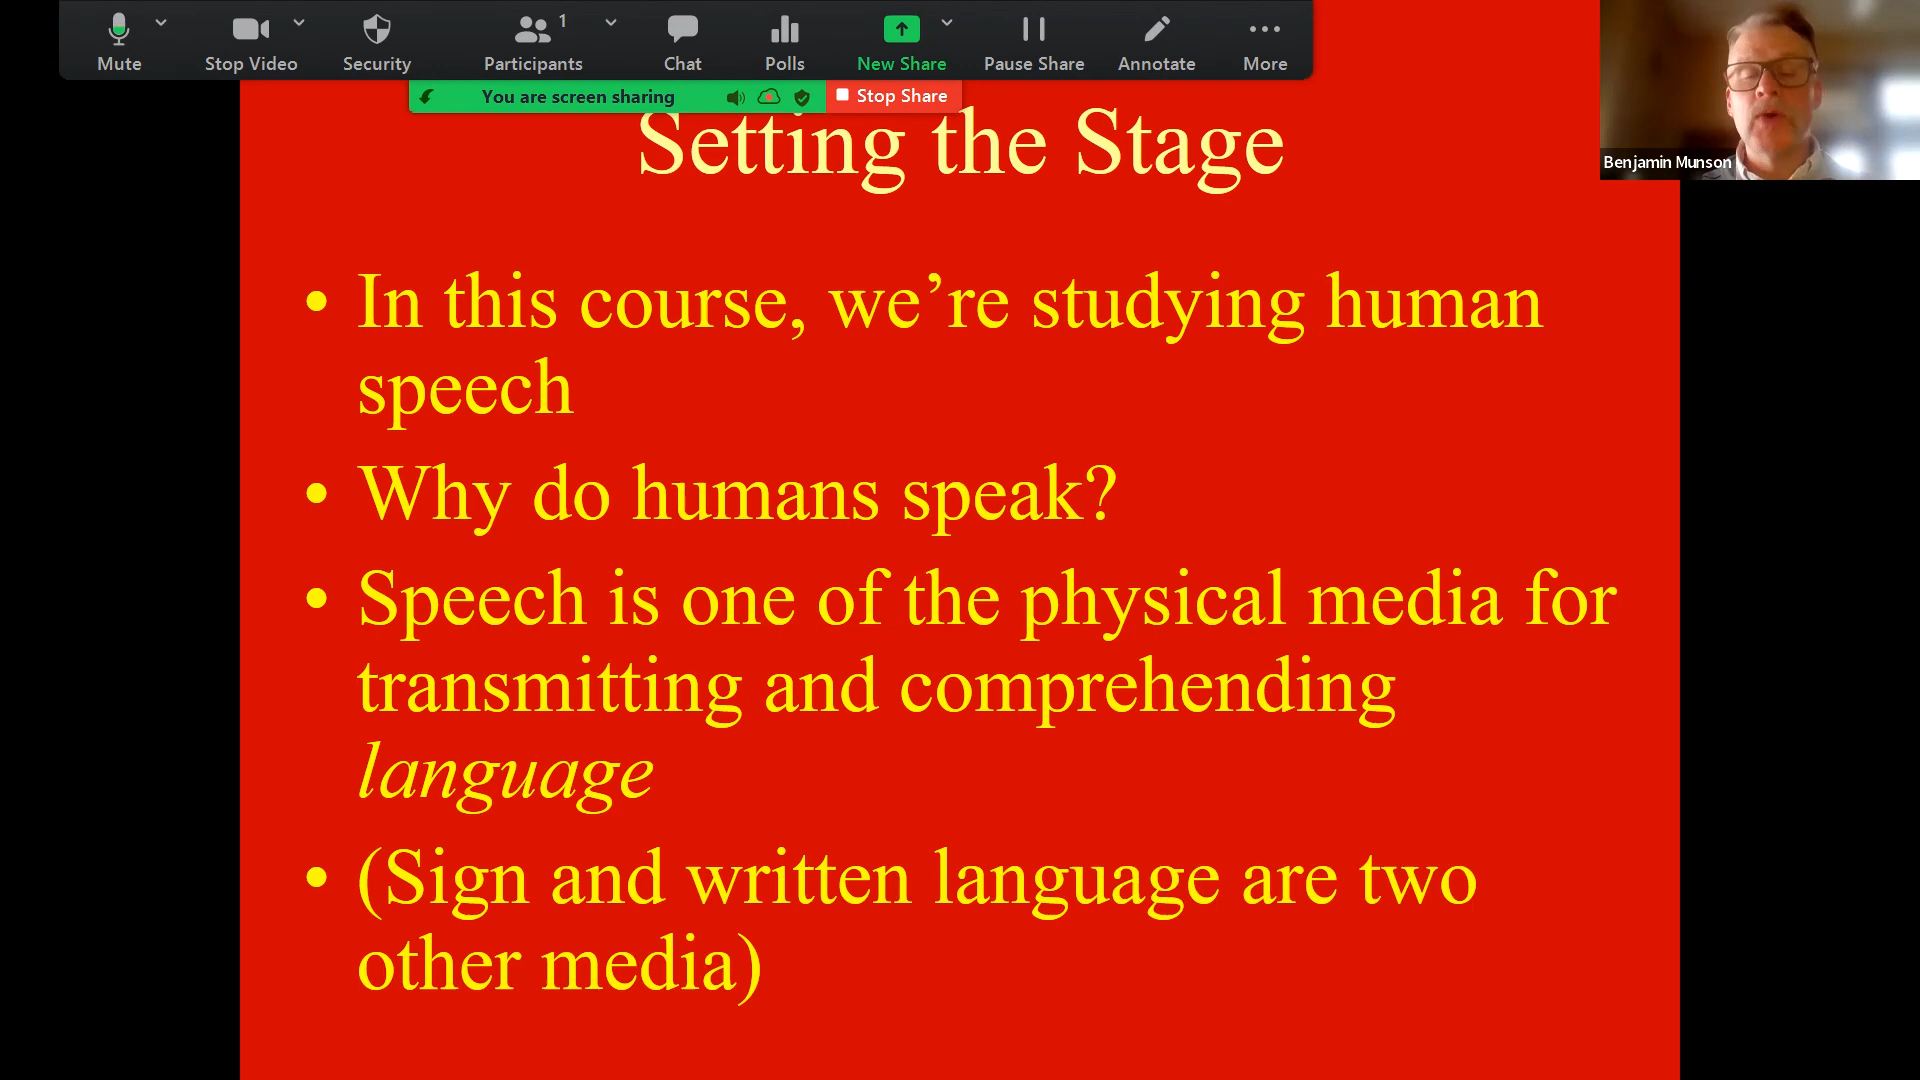 Mute
Stop Video
Security
1
Participants
Chat
Polls
New Share
Pause Share
Annotate
More
You are screen sharing
Stop Share
Benjamin Munson
Setting the Stage
• In this course, we’re studying human
speech
• Why do humans speak?
• Speech is one of the physical media for
transmitting and comprehending
language
• (Sign and written language are two
other media)